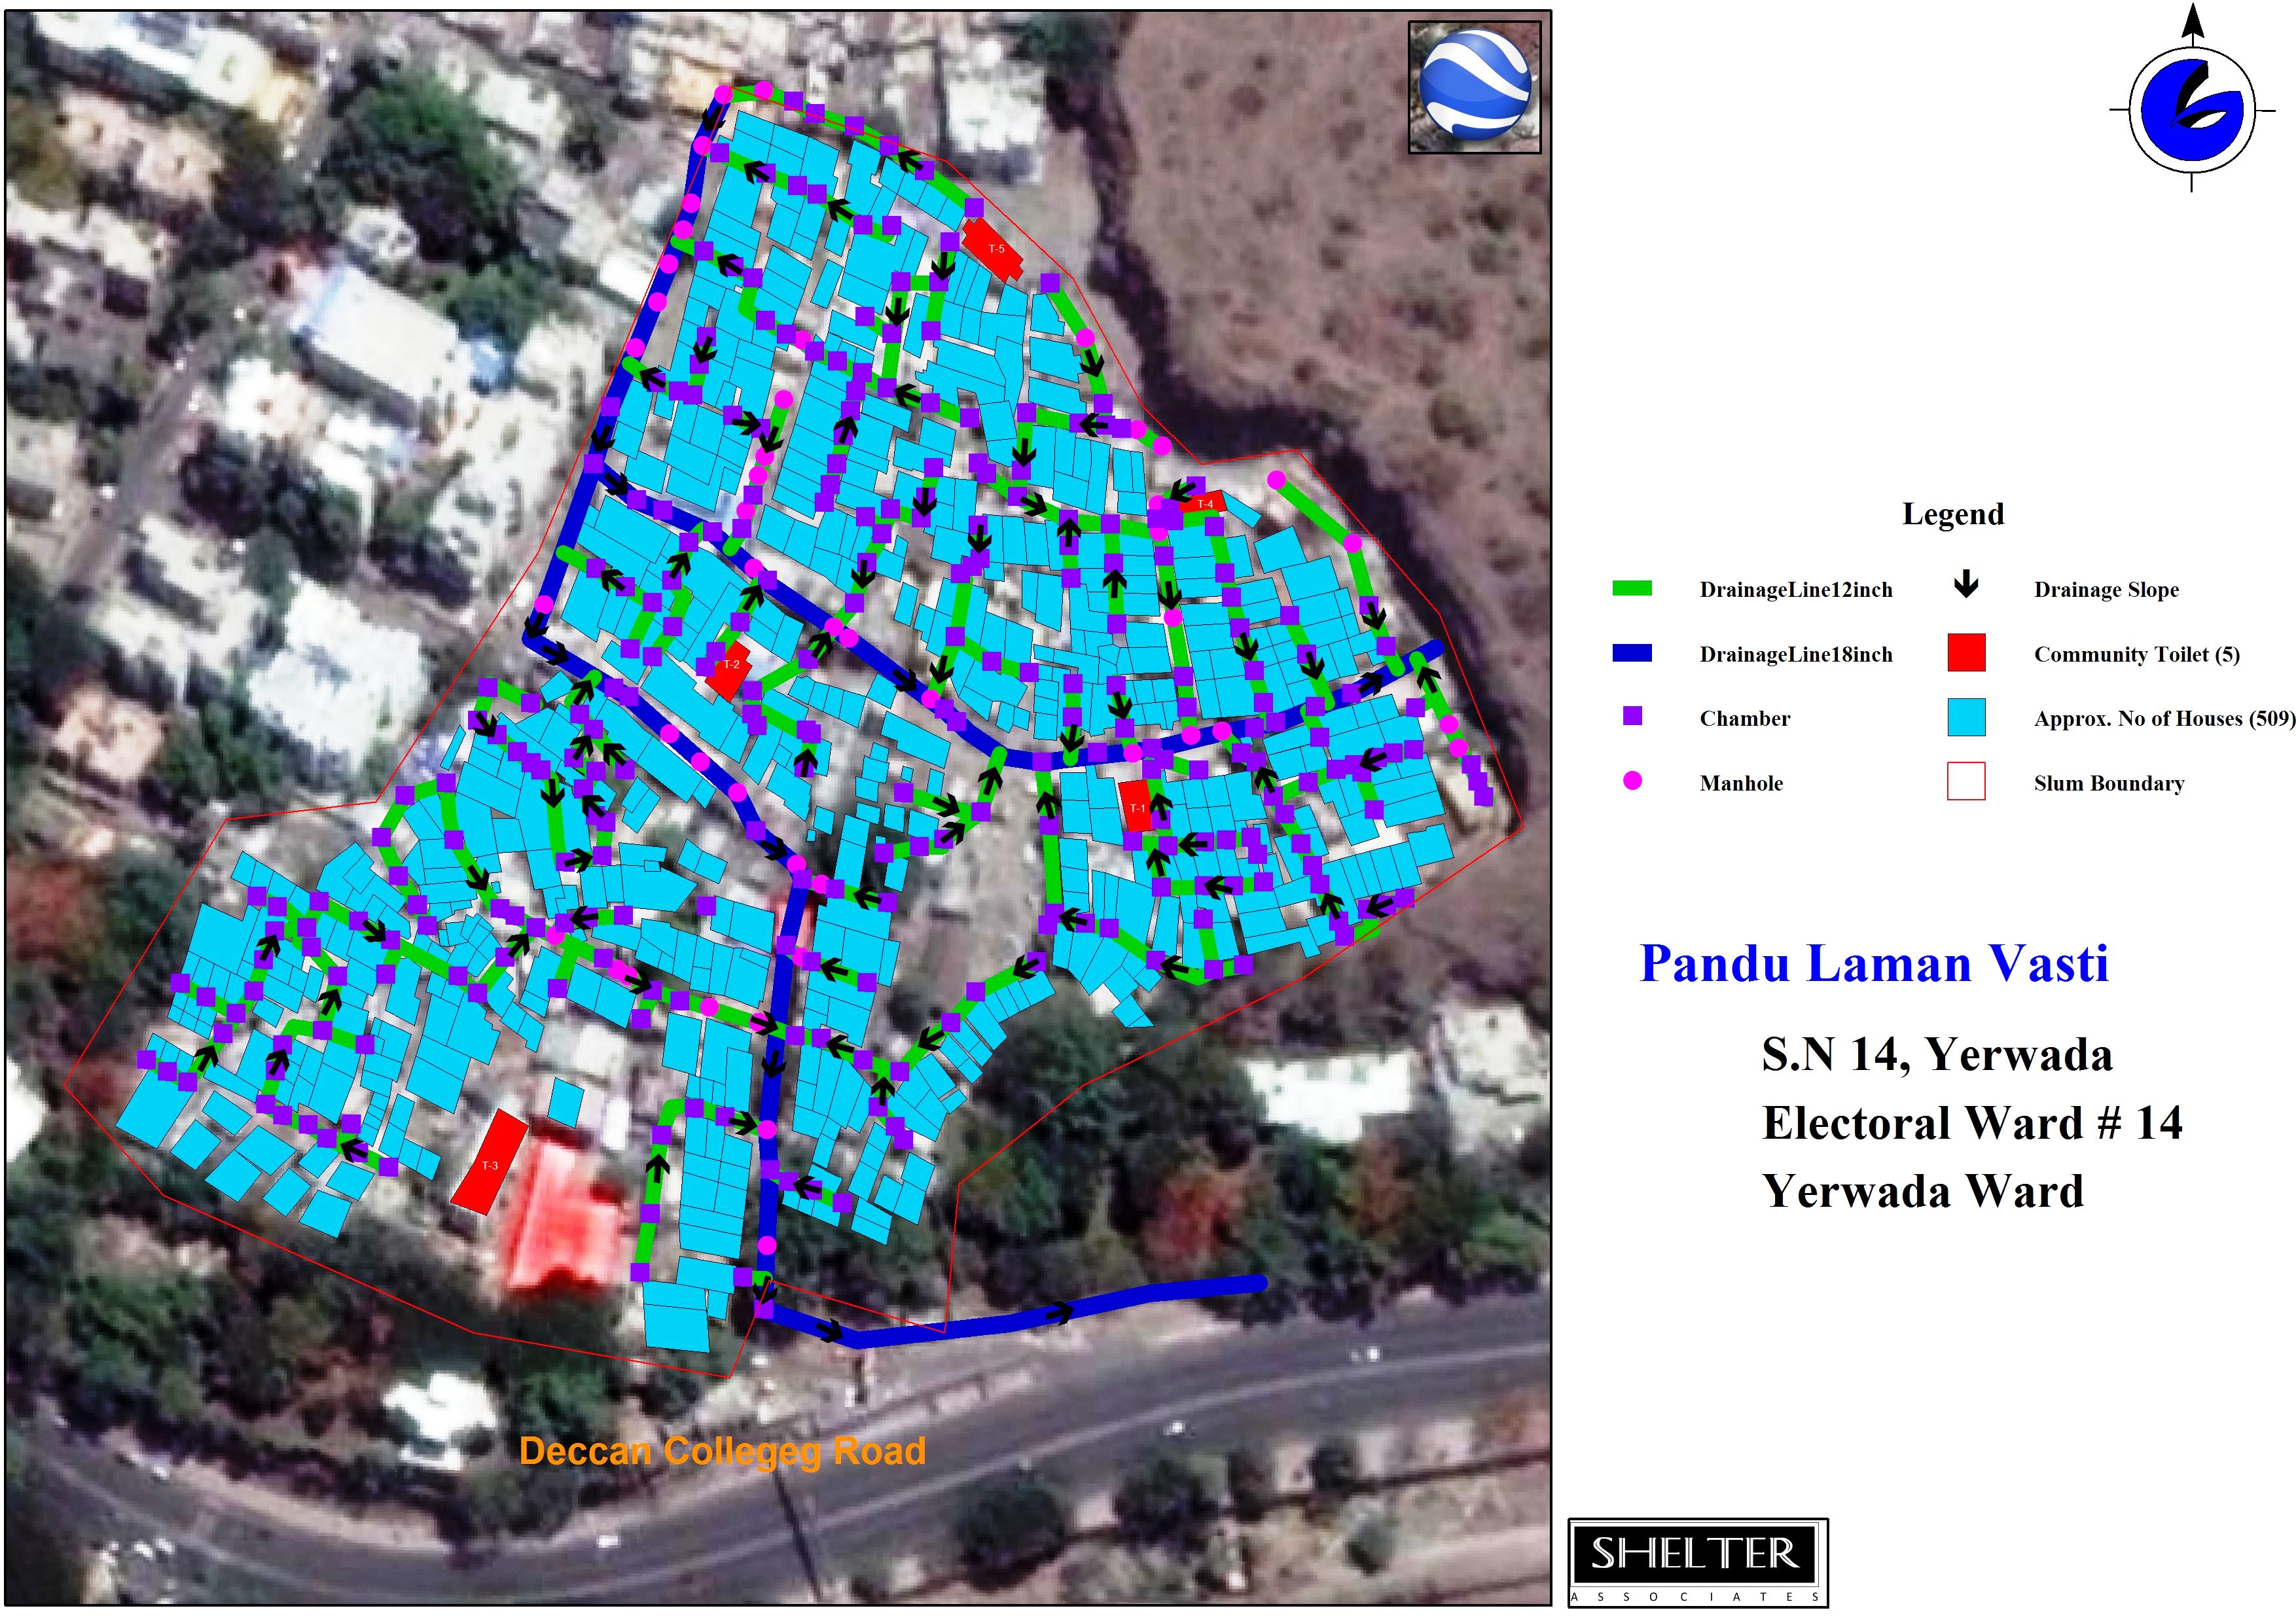 T-5
T-4
T-2
T-1
T-3
Deccan Collegeg Road
Legend
DrainageLine12inch
Drainage Slope
DrainageLine18inch
Community Toilet (5)
Chamber
Approx. No of Houses (509)
Manhole
Slum Boundary
Pandu Laman Vasti
S.N 14, Yerwada
Electoral Ward # 14
Yerwada Ward
SHELTER
ASSOCIATES